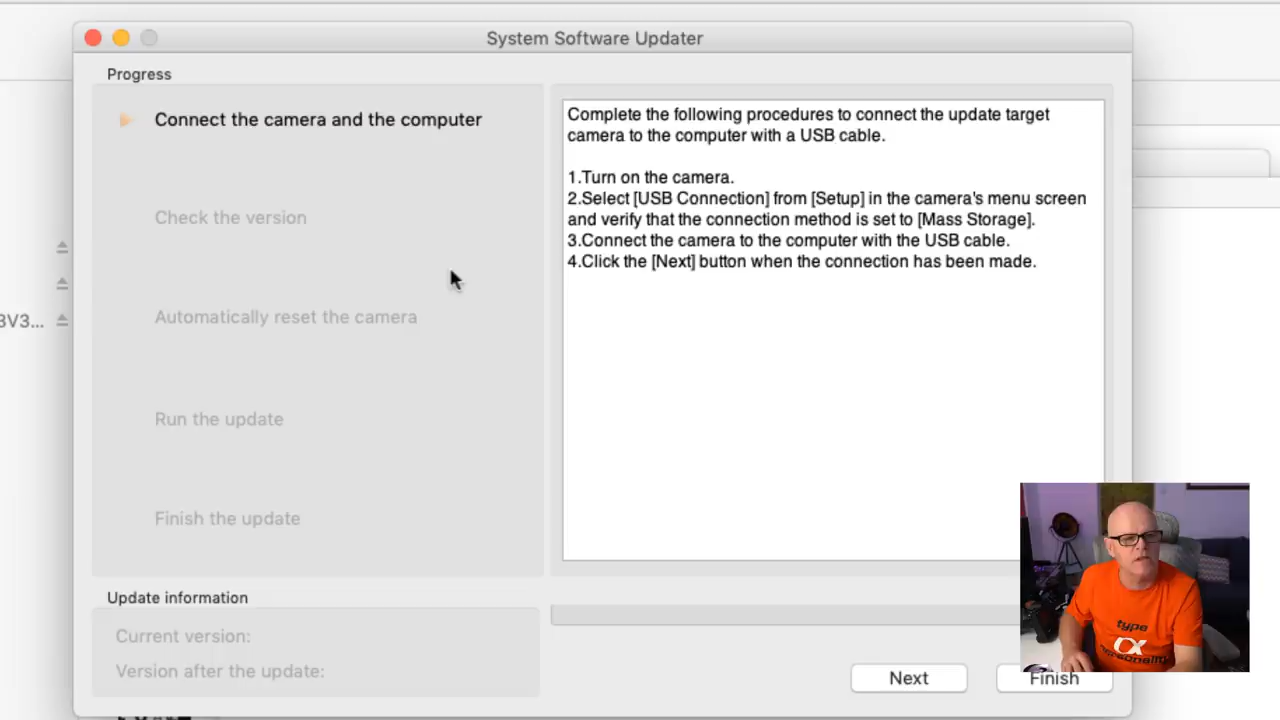 System Software Updater
Progress
Connect the camera and the computer
Check the version
Automatically reset the camera
Run the update
Finish the update
Complete the following procedures to connect the update target
camera to the computer with a USB cable.
1.Turn on the camera.
2.Select [USB Connection] from [Setup] in the camera's menu screen
and verify that the connection method is set to [Mass Storage].
3.Connect the camera to the computer with the USB cable.
4.Click the [Next] button when the connection has been made.
3V3...
Update information
Current version:
Version after the update:
Next
Finish
type